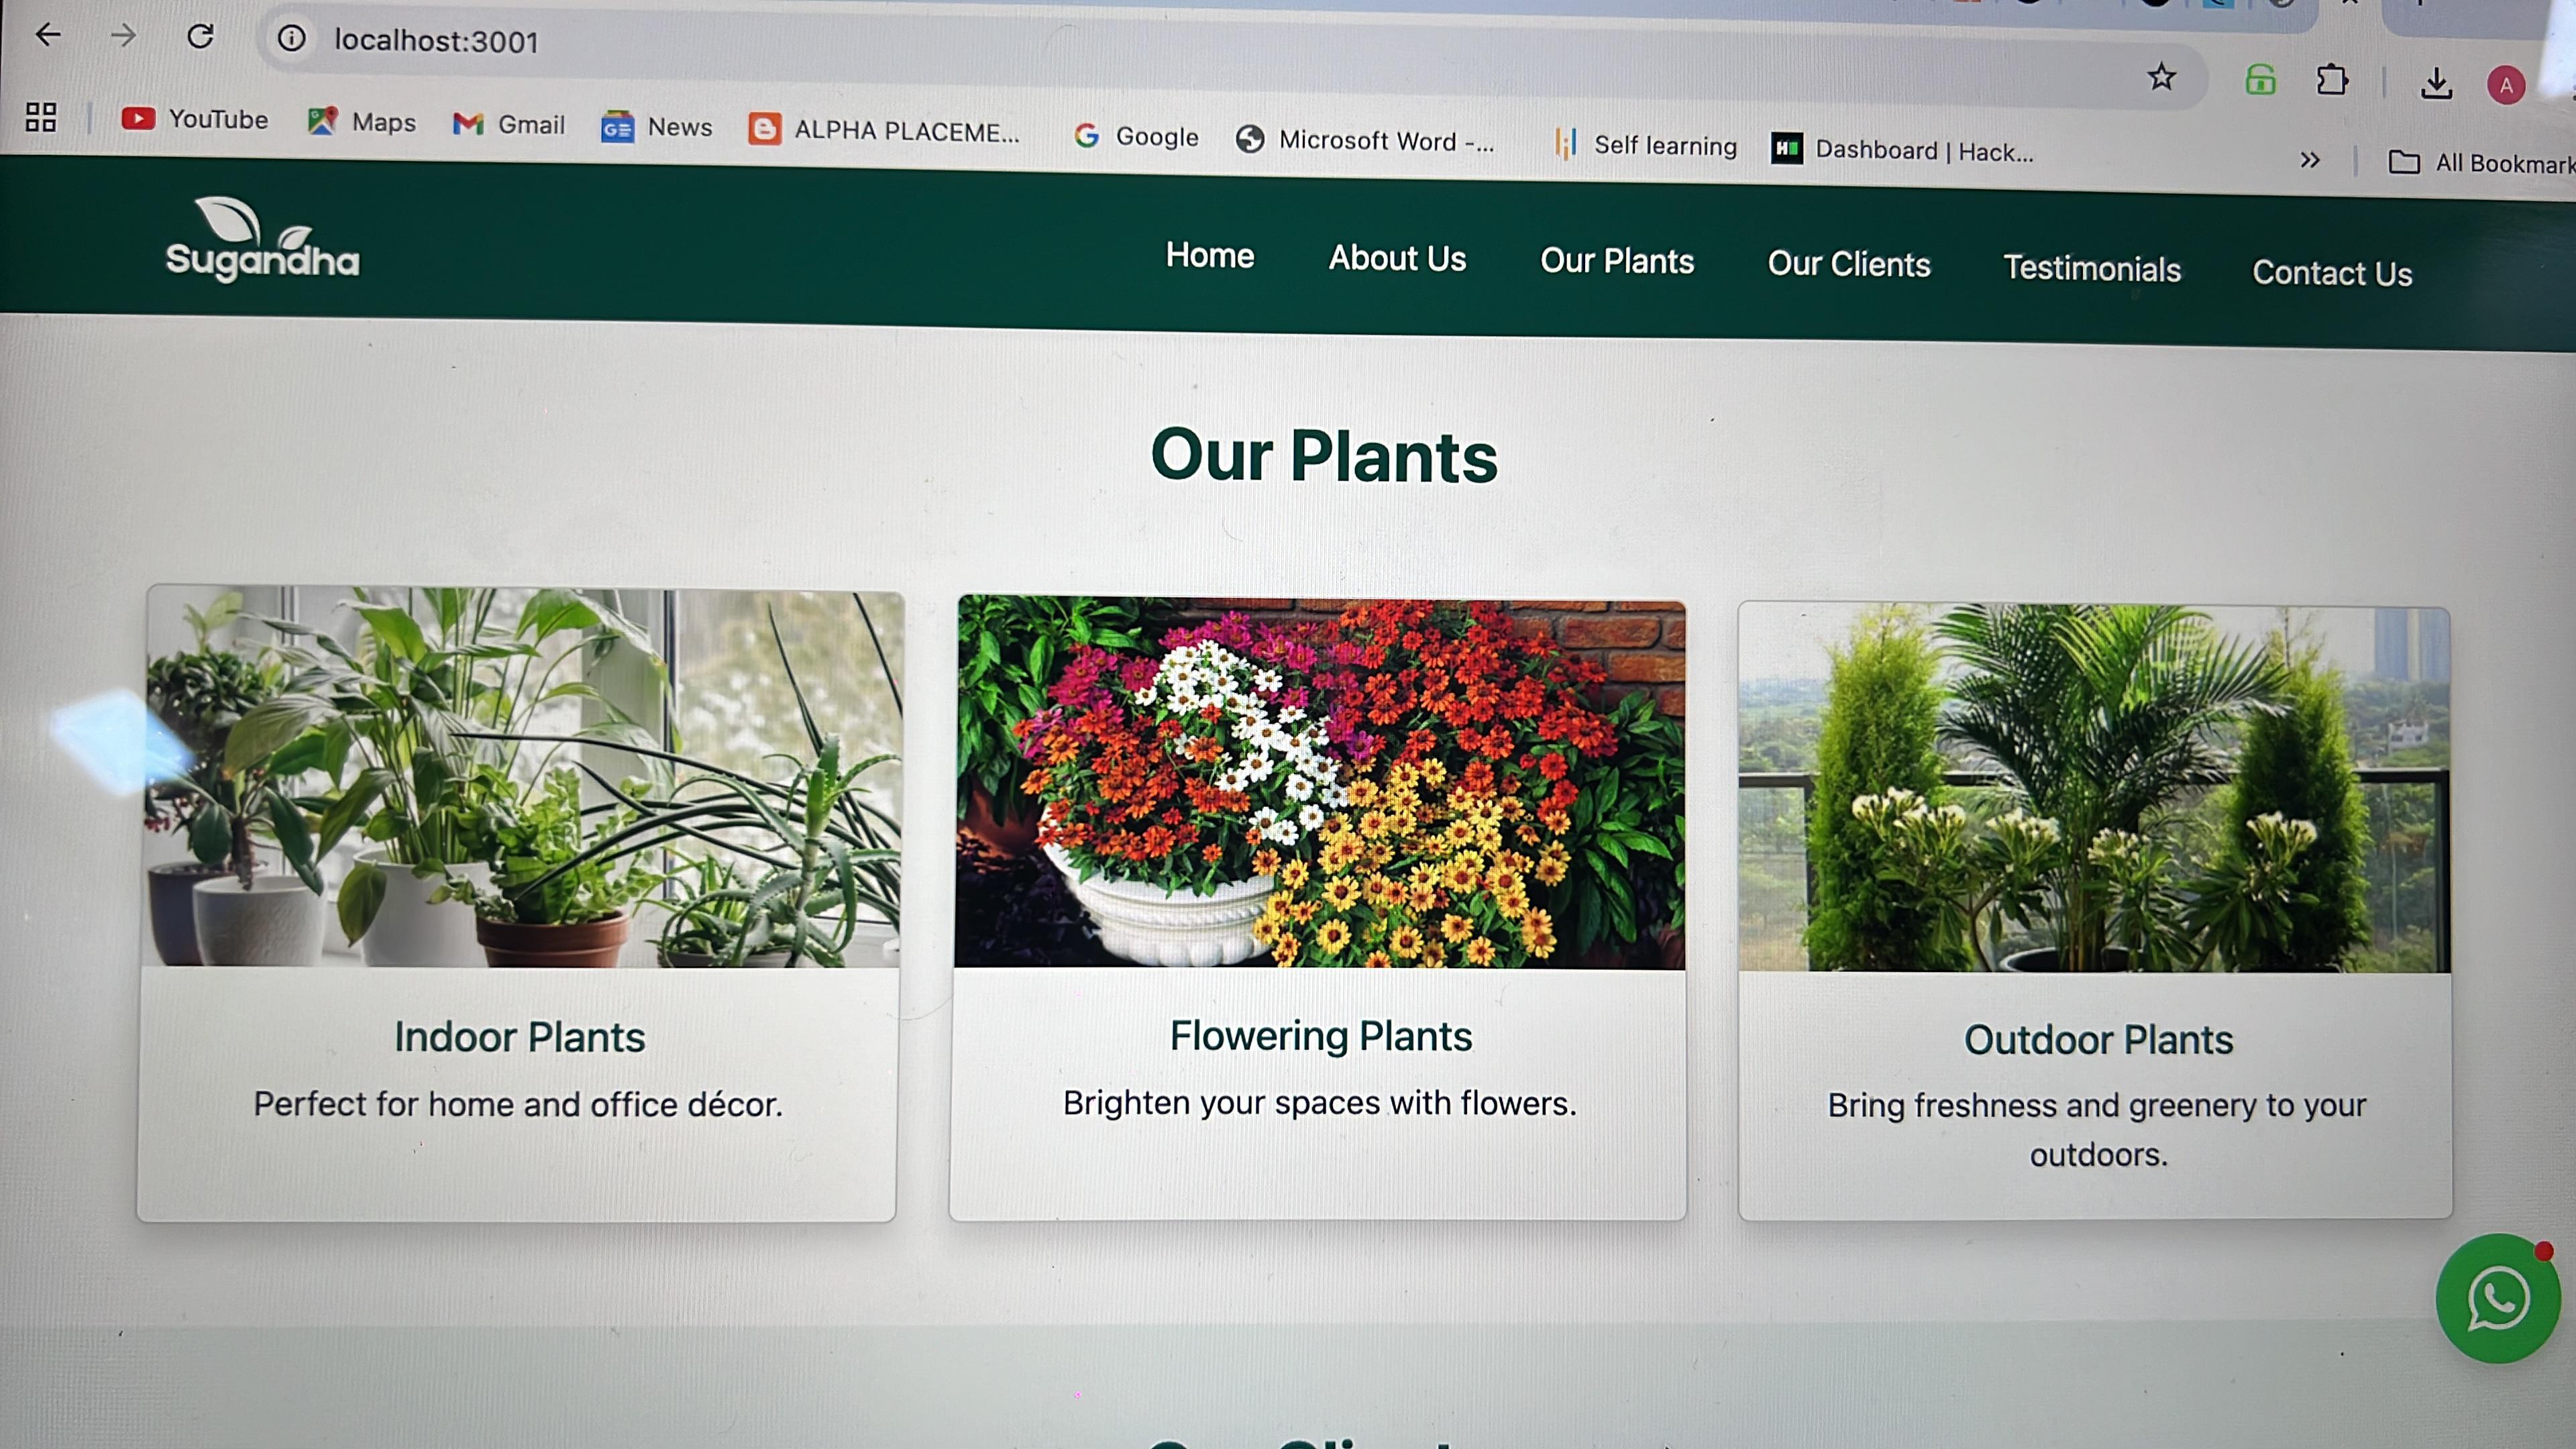 localhost:3001
A
YouTube Maps Gmail News ALPHA PLACEME... Google Microsoft Word -... Self learning Dashboard | Hack... » All Bookmark
Sugandha
Home About Us Our Plants Our Clients Testimonials Contact Us
Our Plants
Indoor Plants
Perfect for home and office décor.
Flowering Plants
Brighten your spaces with flowers.
Outdoor Plants
Bring freshness and greenery to your
outdoors.